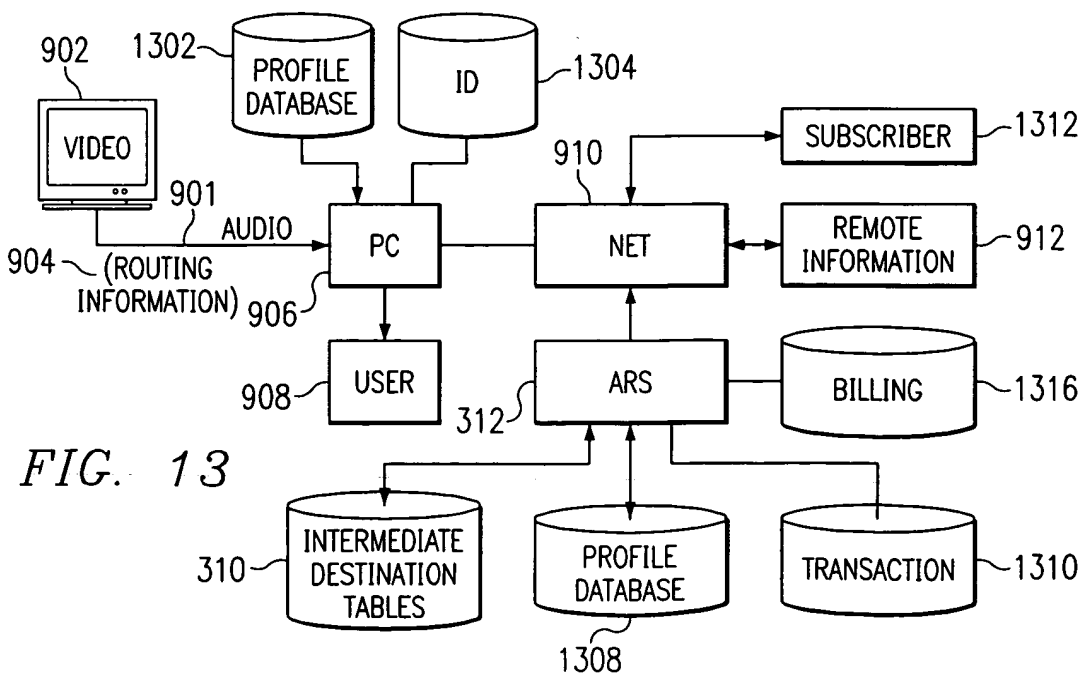 1302
902
PROFILE
DATABASE
ID
1304
VIDEO
910
SUBSCRIBER
1312
901
AUDIO
PC
NET
REMOTE
INFORMATION
912
904
(ROUTING
INFORMATION)
906
USER
908
ARS
312
BILLING
1316
FIG. 13
310
INTERMEDIATE
DESTINATION
TABLES
PROFILE
DATABASE
TRANSACTION
1310
1308